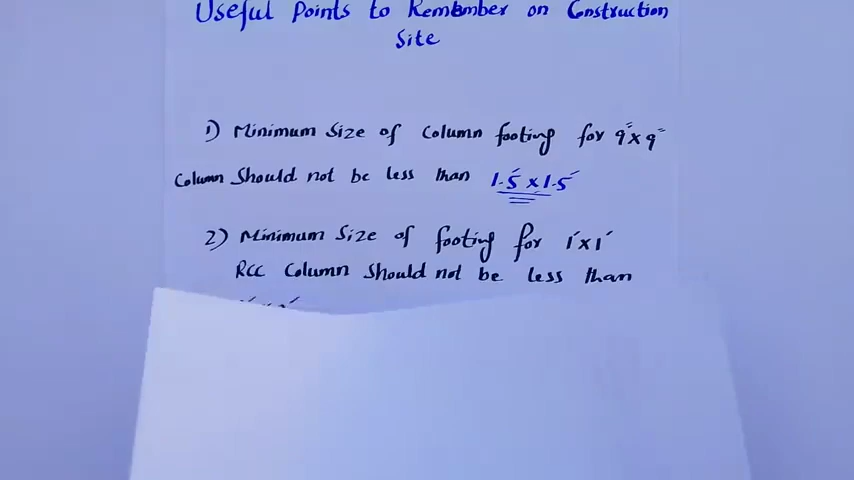 Useful Points to Remember on Construction
Site
1) Minimum Size of Column footing for 9"x9"
Column Should not be less than 1.5'x1.5'
2) Minimum Size of footing for 1'x1'
RCC Column Should not be less than